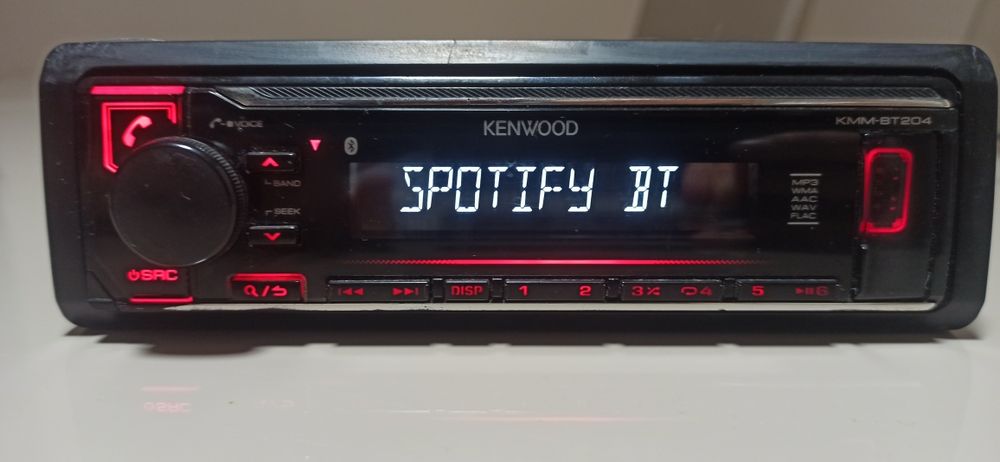 KENWOOD
KMM-BT204
VOICE
BAND
SEEK
SPOTIFY BT
MP3
WMA
AAC
WAV
FLAC
SRC
DISP
1
2
3
4
5
6